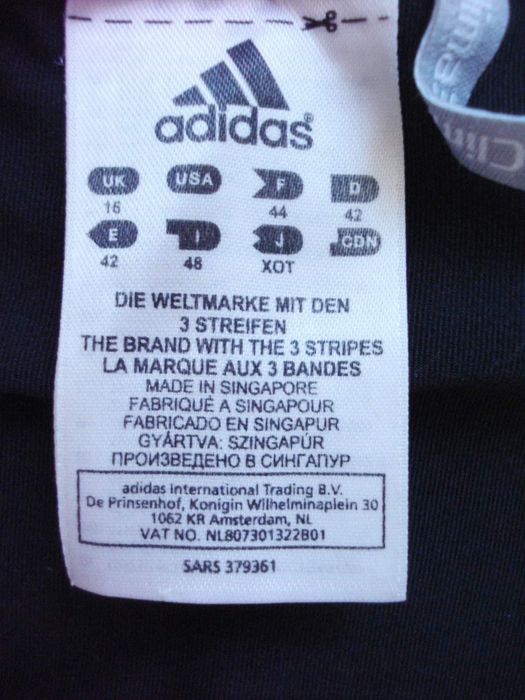 adidas
UK USA F D
16 44 42
E I J CDN
42 48 XOT
DIE WELTMARKE MIT DEN
3 STREIFEN
THE BRAND WITH THE 3 STRIPES
LA MARQUE AUX 3 BANDES
MADE IN SINGAPORE
FABRIQUÉ A SINGAPOUR
FABRICADO EN SINGAPUR
GYÁRTVA: SZINGAPÚR
ПРОИЗВЕДЕНО В СИНГАПУР
adidas International Trading B.V.
De Prinsenhof, Konigin Wilhelminaplein 30
1062 KR Amsterdam, NL
VAT NO. NL807301322B01
SARS 379361